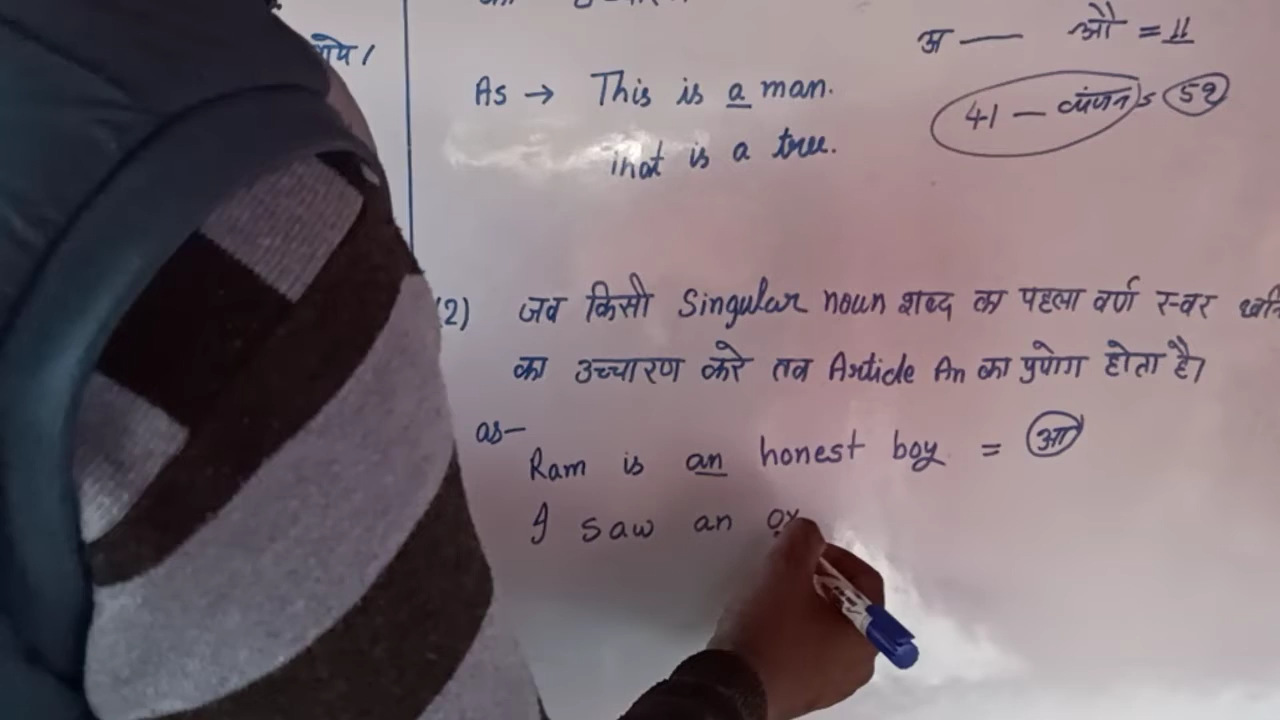 अ — औ = 11
As → This is a man.
41 — व्यंजन = 52
That is a tree.
(2) जब किसी Singular noun शब्द का पहला वर्ण स्वर
का उच्चारण करे तब Article An का प्रयोग होता है।
as—
Ram is an honest boy. = ऑ
I saw an ox